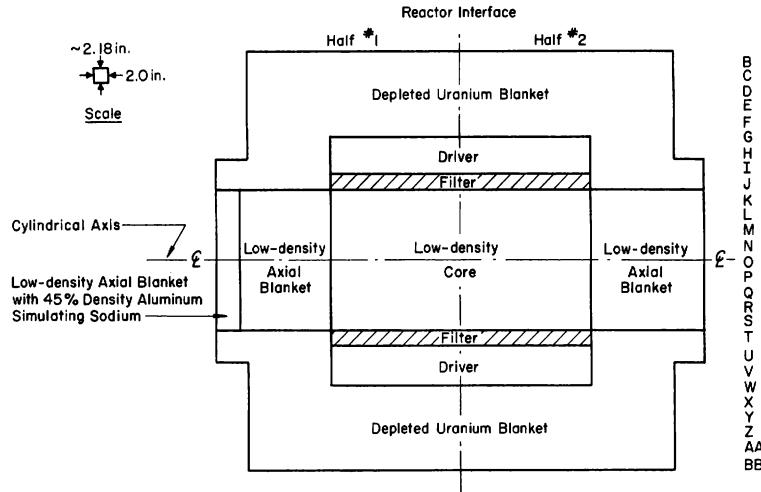 Reactor Interface
Half #1
Half #2
~2.18 in.
2.0 in.
Scale
Depleted Uranium Blanket
Driver
Filter
Cylindrical Axis
℄
Low-density
Axial
Blanket
Low-density
Core
Low-density
Axial
Blanket
℄
Low-density Axial Blanket
with 45% Density Aluminum
Simulating Sodium
Filter
Driver
Depleted Uranium Blanket
B
C
D
E
F
G
H
I
J
K
L
M
N
O
P
Q
R
S
T
U
V
W
X
Y
Z
AA
BB